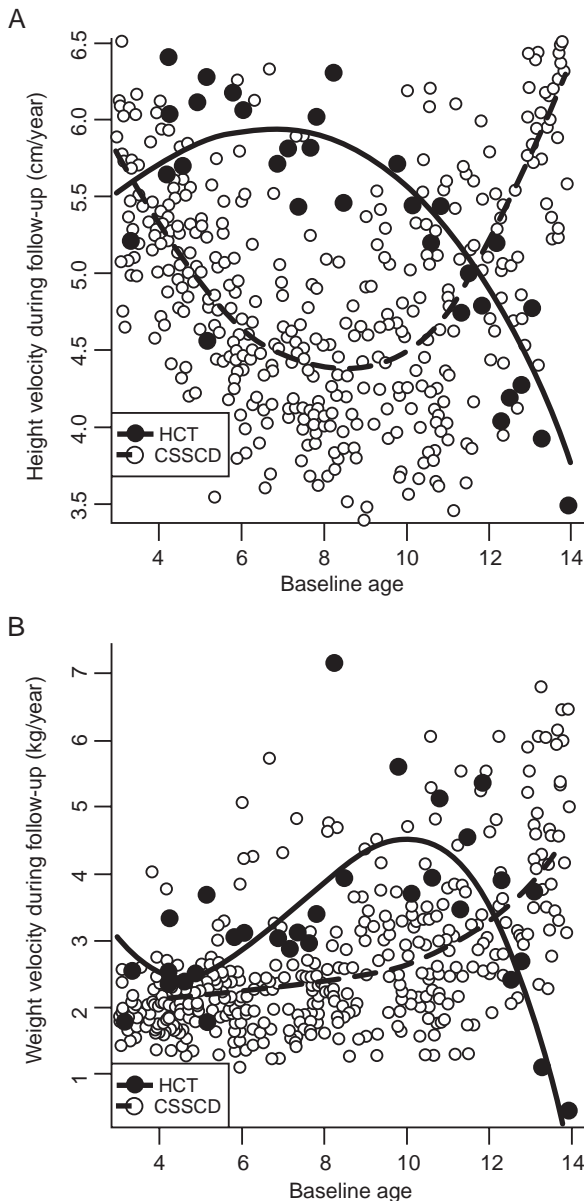 A
Height velocity during follow-up (cm/year)
6.5
6.0
5.5
5.0
4.5
4.0
3.5
HCT
CSSCD
4 6 8 10 12 14
Baseline age
B
Weight velocity during follow-up (kg/year)
7
6
5
4
3
2
1
HCT
CSSCD
4 6 8 10 12 14
Baseline age